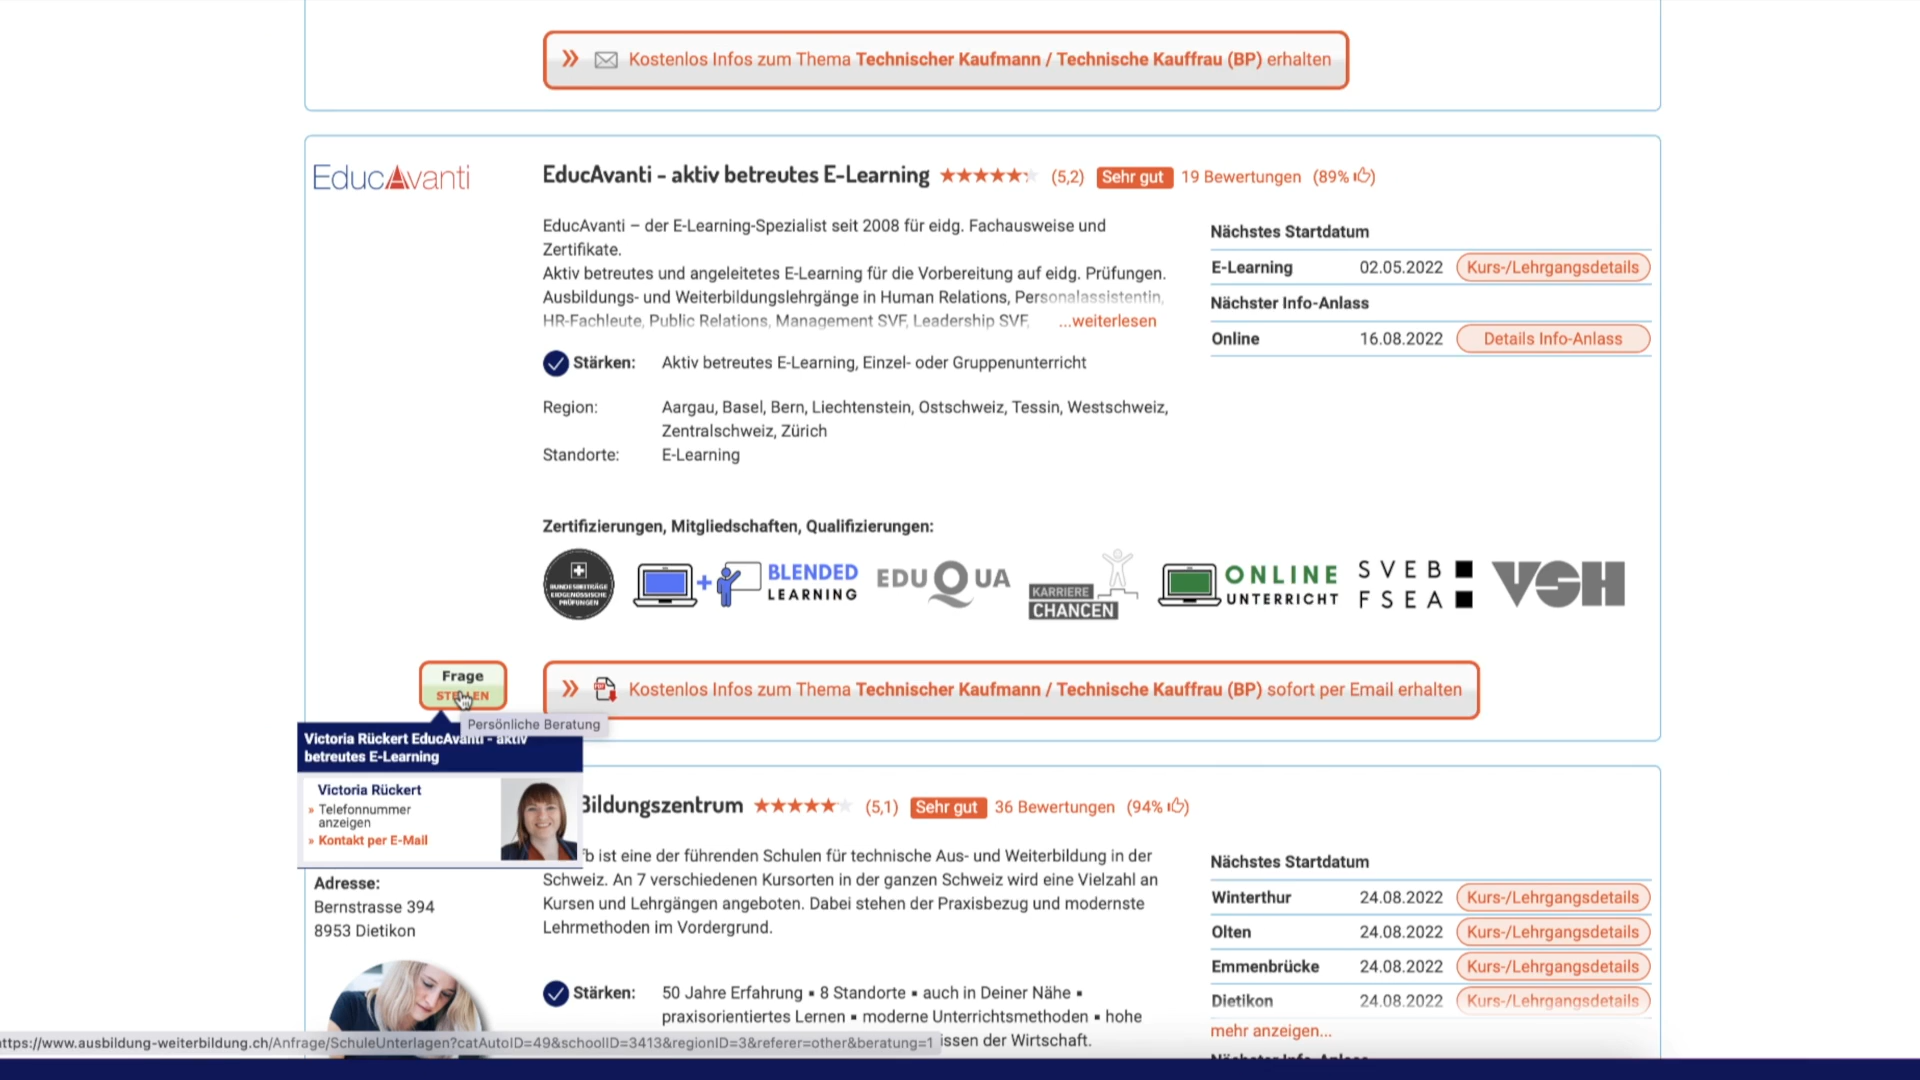 Kostenlos Infos zum Thema Technischer Kaufmann / Technische Kauffrau (BP) erhalten
EducAvanti
EducAvanti - aktiv betreutes E-Learning (5,2) Sehr gut 19 Bewertungen (89%)
EducAvanti – der E-Learning-Spezialist seit 2008 für eidg. Fachausweise und
Zertifikate.
Aktiv betreutes und angeleitetes E-Learning für die Vorbereitung auf eidg. Prüfungen.
Ausbildungs- und Weiterbildungslehrgänge in Human Relations, Personalassistentin,
HR-Fachleute, Public Relations, Management SVF, Leadership SVF, ...weiterlesen
Nächstes Startdatum
E-Learning 02.05.2022 Kurs-/Lehrgangsdetails
Nächster Info-Anlass
Online 16.08.2022 Details Info-Anlass
Stärken: Aktiv betreutes E-Learning, Einzel- oder Gruppenunterricht
Region: Aargau, Basel, Bern, Liechtenstein, Ostschweiz, Tessin, Westschweiz,
Zentralschweiz, Zürich
Standorte: E-Learning
Zertifizierungen, Mitgliedschaften, Qualifizierungen:
BUNDESBEITRÄGE
EIDGENÖSSISCHE
PRÜFUNGEN
BLENDED
LEARNING
EDUQUA
KARRIERE
CHANCEN
ONLINE
UNTERRICHT
SVEB
FSEA
VSH
Frage
STELLEN
Kostenlos Infos zum Thema Technischer Kaufmann / Technische Kauffrau (BP) sofort per Email erhalten
Persönliche Beratung
Victoria Rückert EducAvanti - aktiv
betreutes E-Learning
Victoria Rückert
» Telefonnummer
anzeigen
» Kontakt per E-Mail
Bildungszentrum (5,1) Sehr gut 36 Bewertungen (94%)
ist eine der führenden Schulen für technische Aus- und Weiterbildung in der
Schweiz. An 7 verschiedenen Kursorten in der ganzen Schweiz wird eine Vielzahl an
Kursen und Lehrgängen angeboten. Dabei stehen der Praxisbezug und modernste
Lehrmethoden im Vordergrund.
Adresse:
Bernstrasse 394
8953 Dietikon
Nächstes Startdatum
Winterthur 24.08.2022 Kurs-/Lehrgangsdetails
Olten 24.08.2022 Kurs-/Lehrgangsdetails
Emmenbrücke 24.08.2022 Kurs-/Lehrgangsdetails
Dietikon 24.08.2022 Kurs-/Lehrgangsdetails
mehr anzeigen...
Nächster Info-Anlass
Stärken: 50 Jahre Erfahrung ▪ 8 Standorte ▪ auch in Deiner Nähe ▪
praxisorientiertes Lernen ▪ moderne Unterrichtsmethoden ▪ hohe
issen der Wirtschaft.
ttps://www.ausbildung-weiterbildung.ch/Anfrage/SchuleUnterlagen?catAutoID=49&schoolID=3413&regionID=3&referer=other&beratung=1